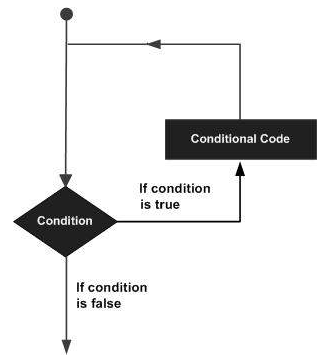 Conditional Code
If condition
is true
Condition
If condition
is false